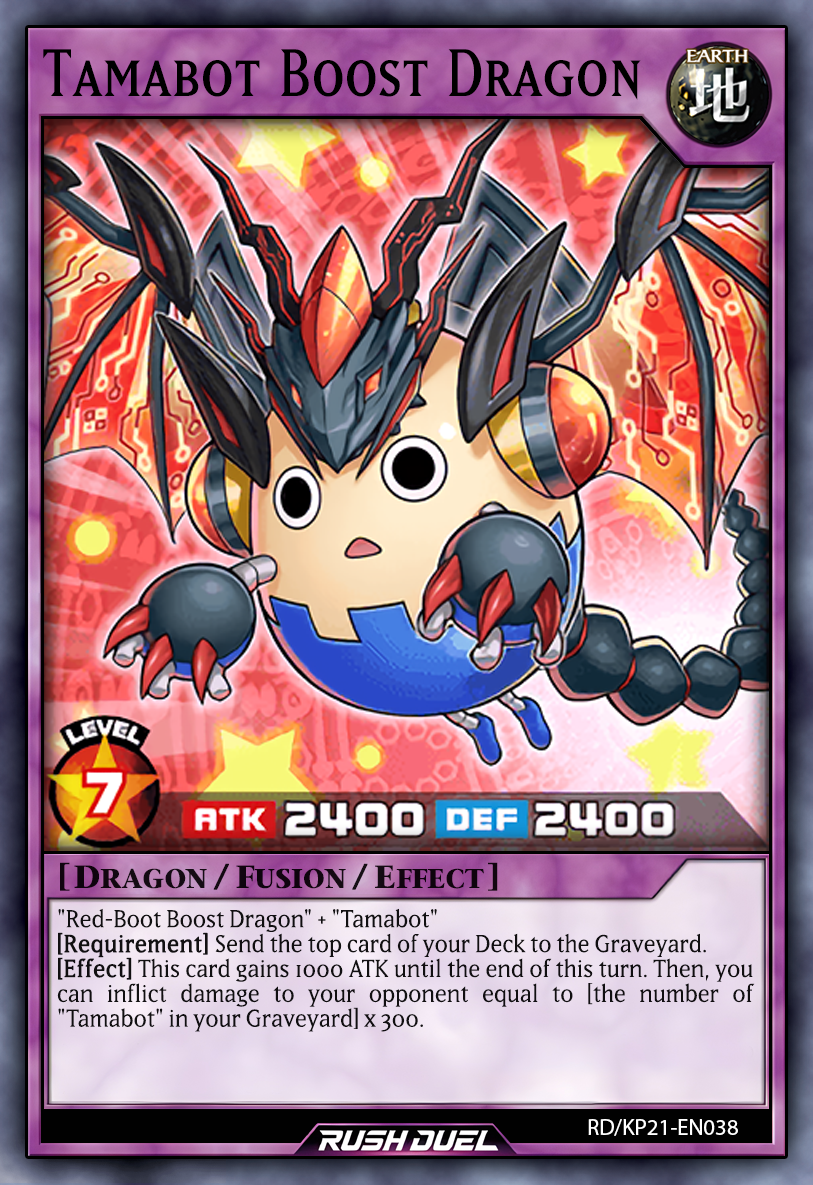 Tamabot Boost Dragon
EARTH
地
LEVEL
7
ATK 2400 DEF 2400
[Dragon / Fusion / Effect]
"Red-Boot Boost Dragon" + "Tamabot"
[Requirement] Send the top card of your Deck to the Graveyard.
[Effect] This card gains 1000 ATK until the end of this turn. Then, you
can inflict damage to your opponent equal to [the number of
"Tamabot" in your Graveyard] x 300.
RD/KP21-EN038
RUSH DUEL